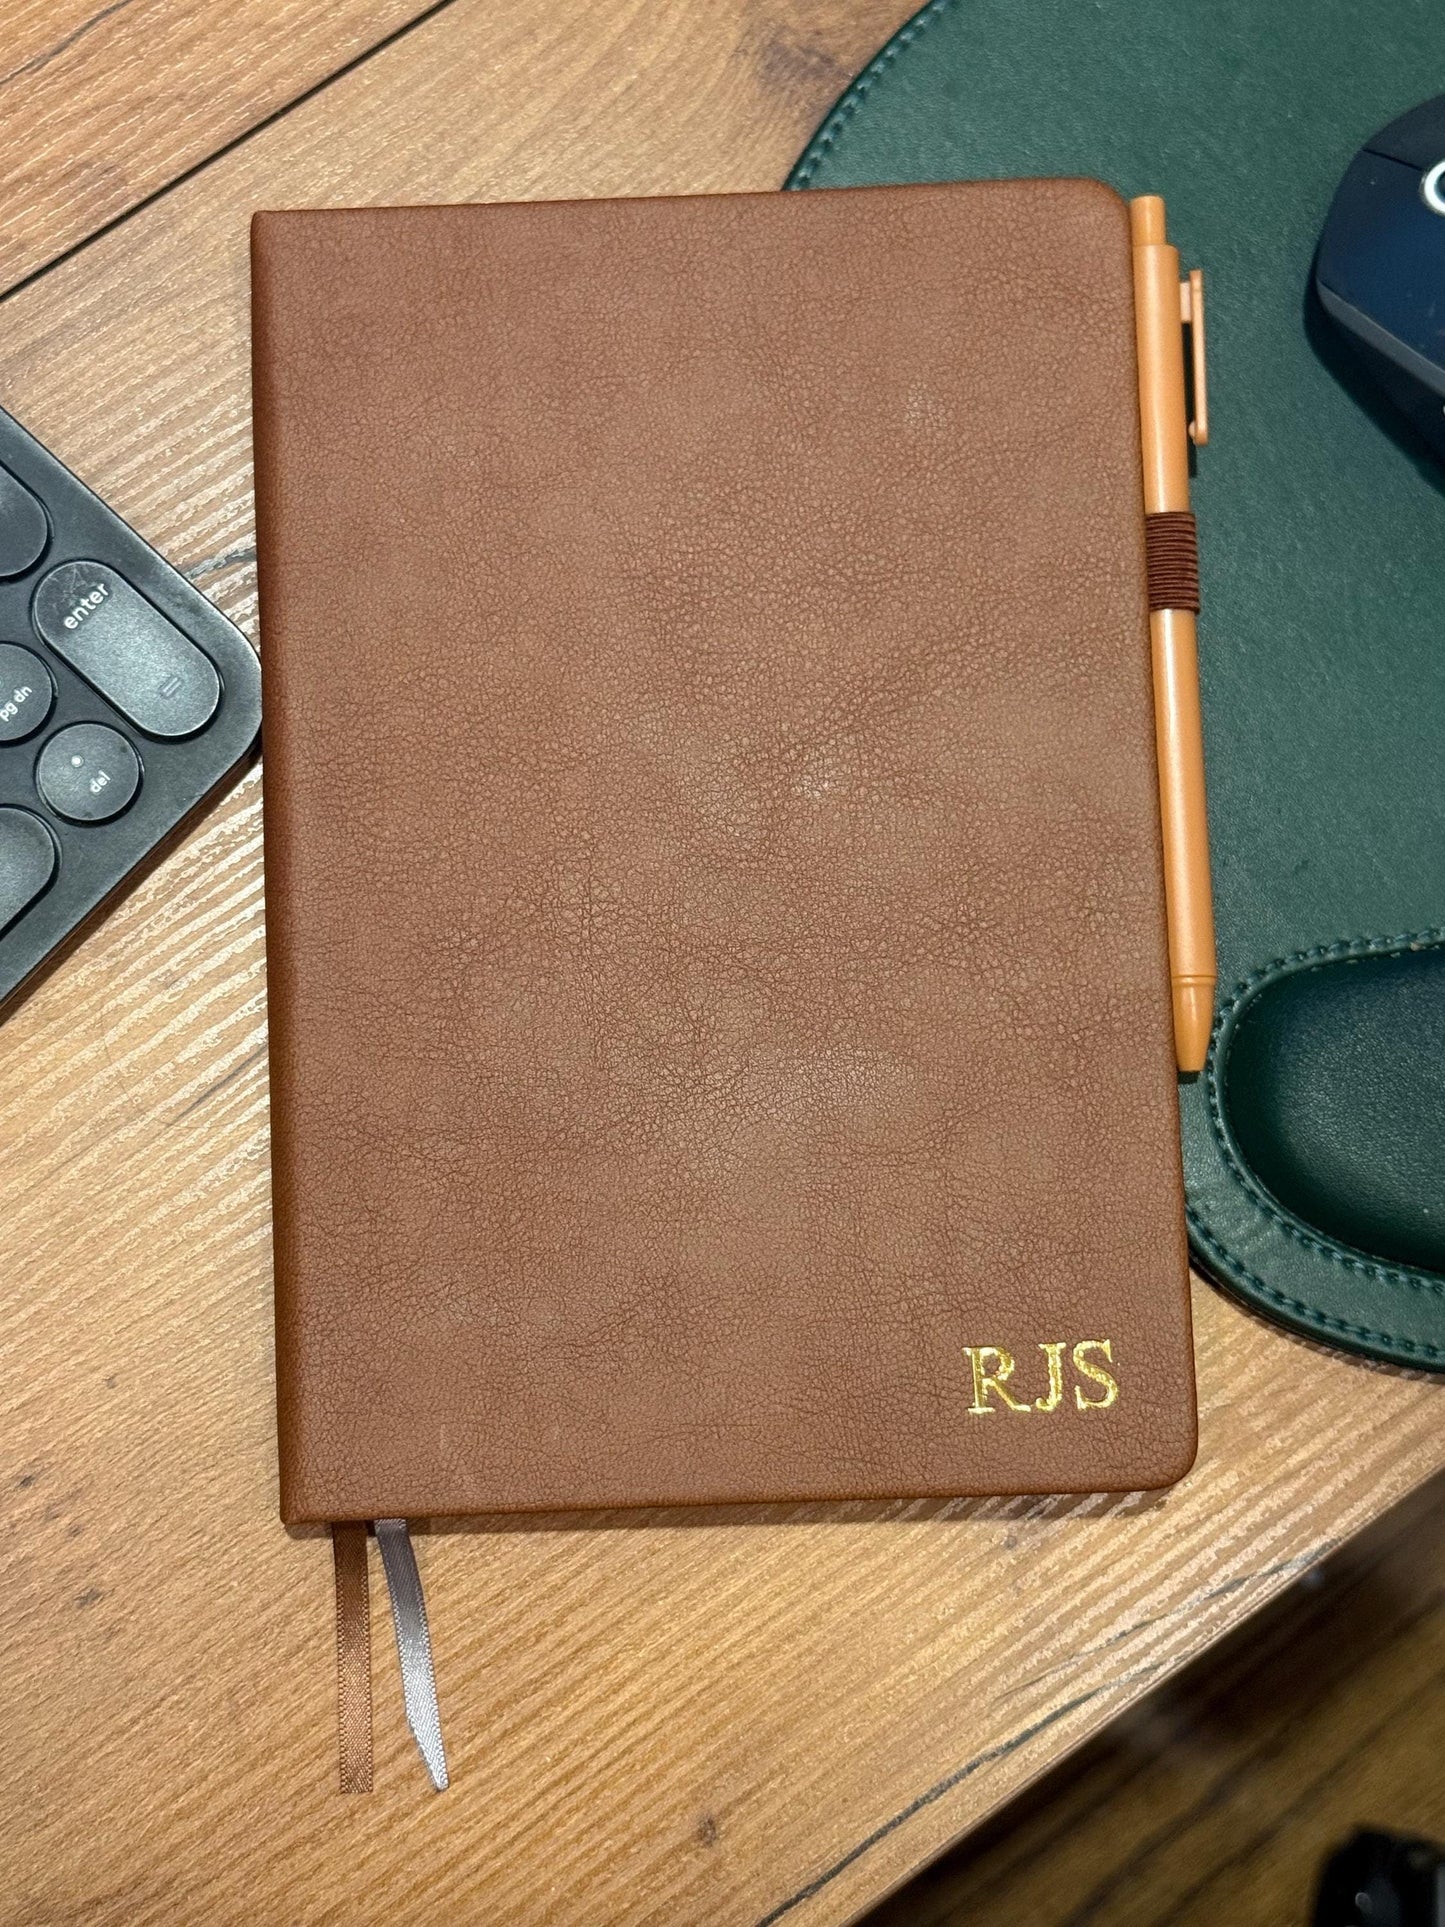 enter
=
pg dn
.
del
RJS